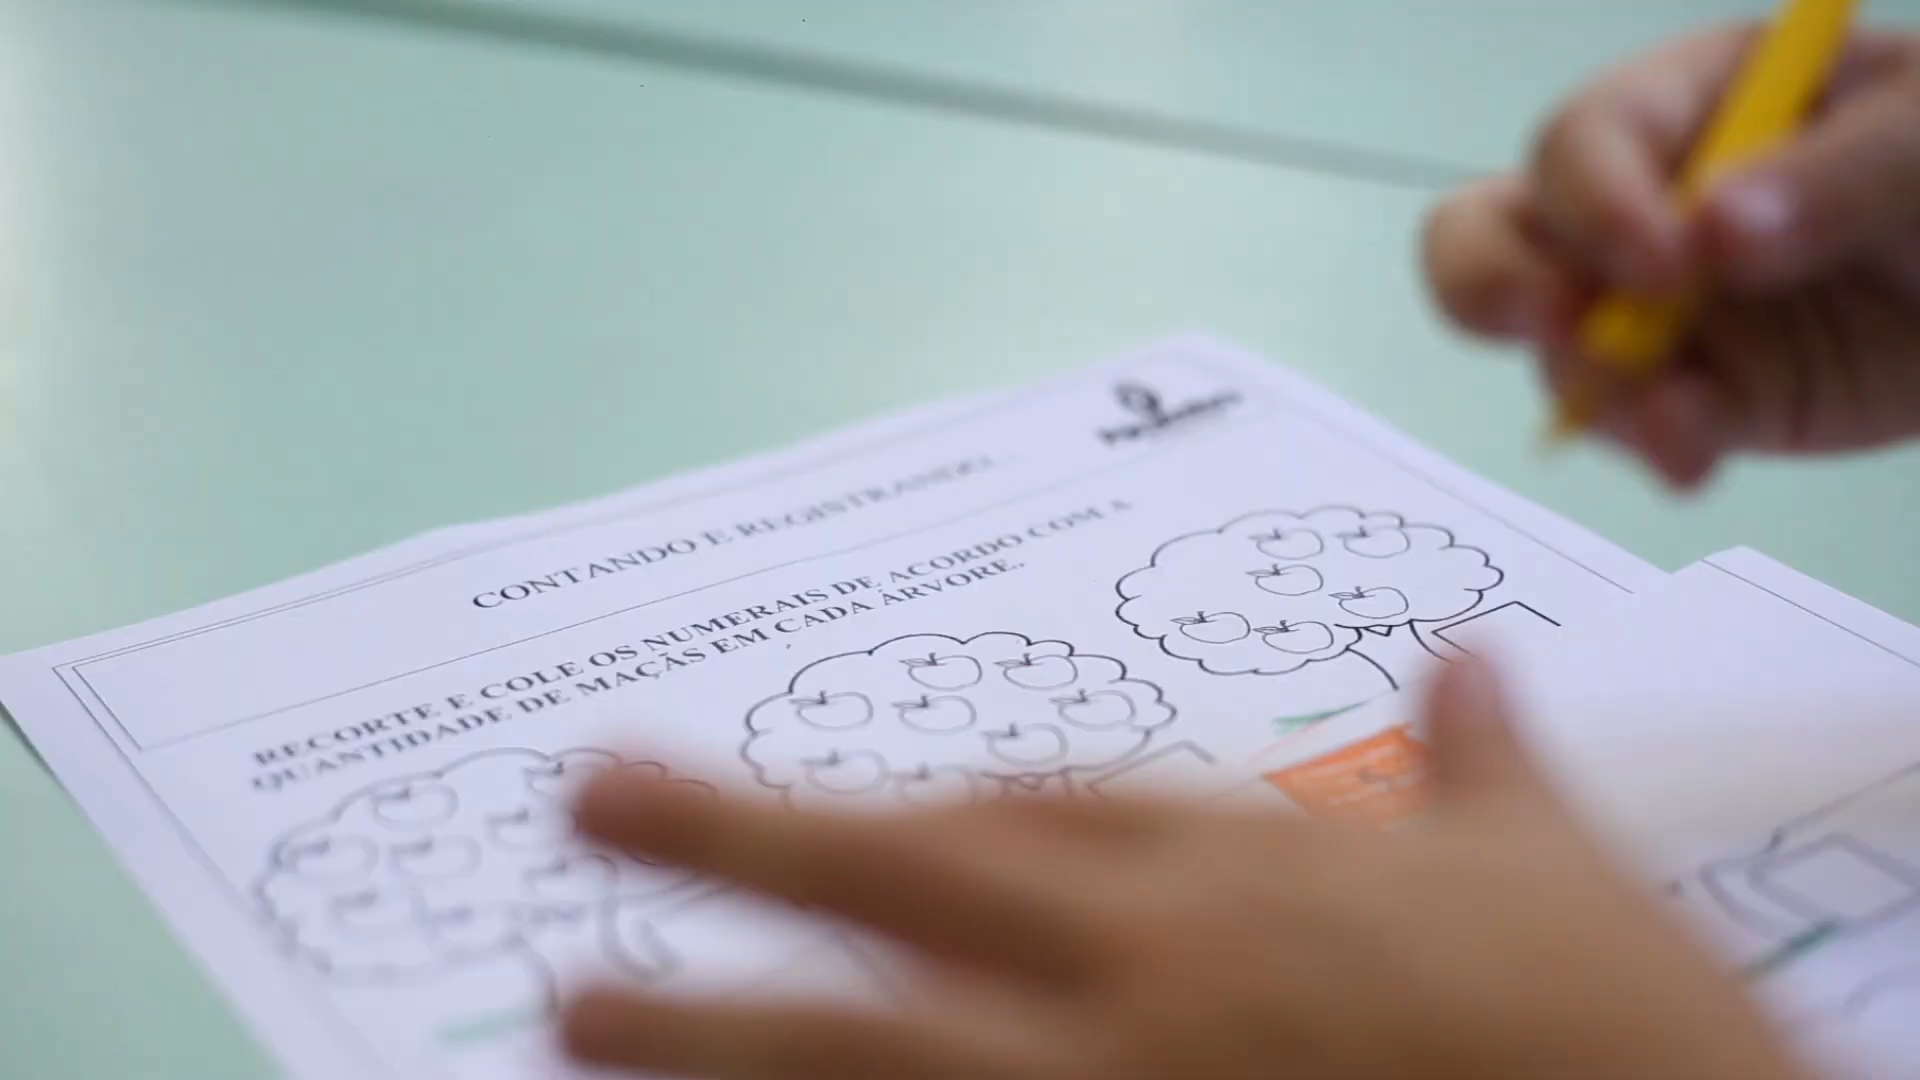 CONTANDO E REGISTRANDO...
RECORTE E COLE OS NUMERAIS DE ACORDO COM A
QUANTIDADE DE MAÇÃS EM CADA ÁRVORE.